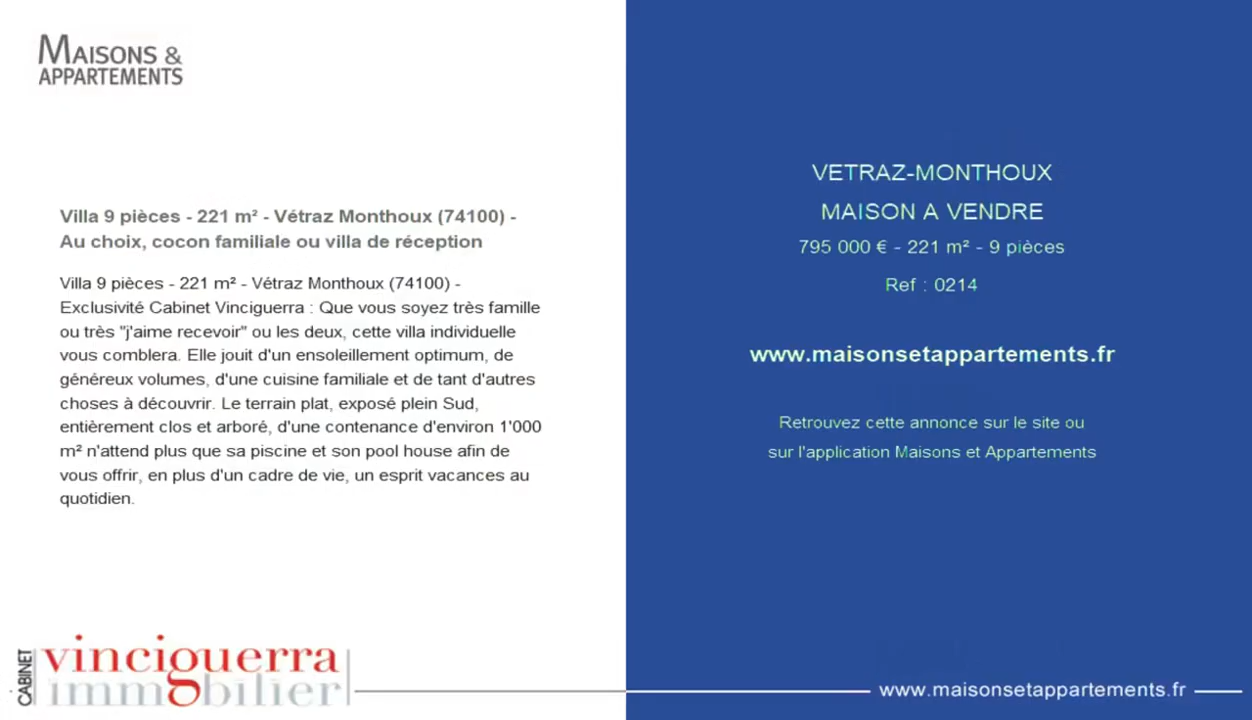 MAISONS &
APPARTEMENTS
Villa 9 pièces - 221 m² - Vétraz Monthoux (74100) -
Au choix, cocon familiale ou villa de réception
Villa 9 pièces - 221 m² - Vétraz Monthoux (74100) -
Exclusivité Cabinet Vinciguerra : Que vous soyez très famille
ou très "j'aime recevoir" ou les deux, cette villa individuelle
vous comblera. Elle jouit d'un ensoleillement optimum, de
généreux volumes, d'une cuisine familiale et de tant d'autres
choses à découvrir. Le terrain plat, exposé plein Sud,
entièrement clos et arboré, d'une contenance d'environ 1'000
m² n'attend plus que sa piscine et son pool house afin de
vous offrir, en plus d'un cadre de vie, un esprit vacances au
quotidien.
CABINET
vinciguerra
immobilier
VETRAZ-MONTHOUX
MAISON A VENDRE
795 000 € - 221 m² - 9 pièces
Ref : 0214
www.maisonsetappartements.fr
Retrouvez cette annonce sur le site ou
sur l'application Maisons et Appartements
www.maisonsetappartements.fr